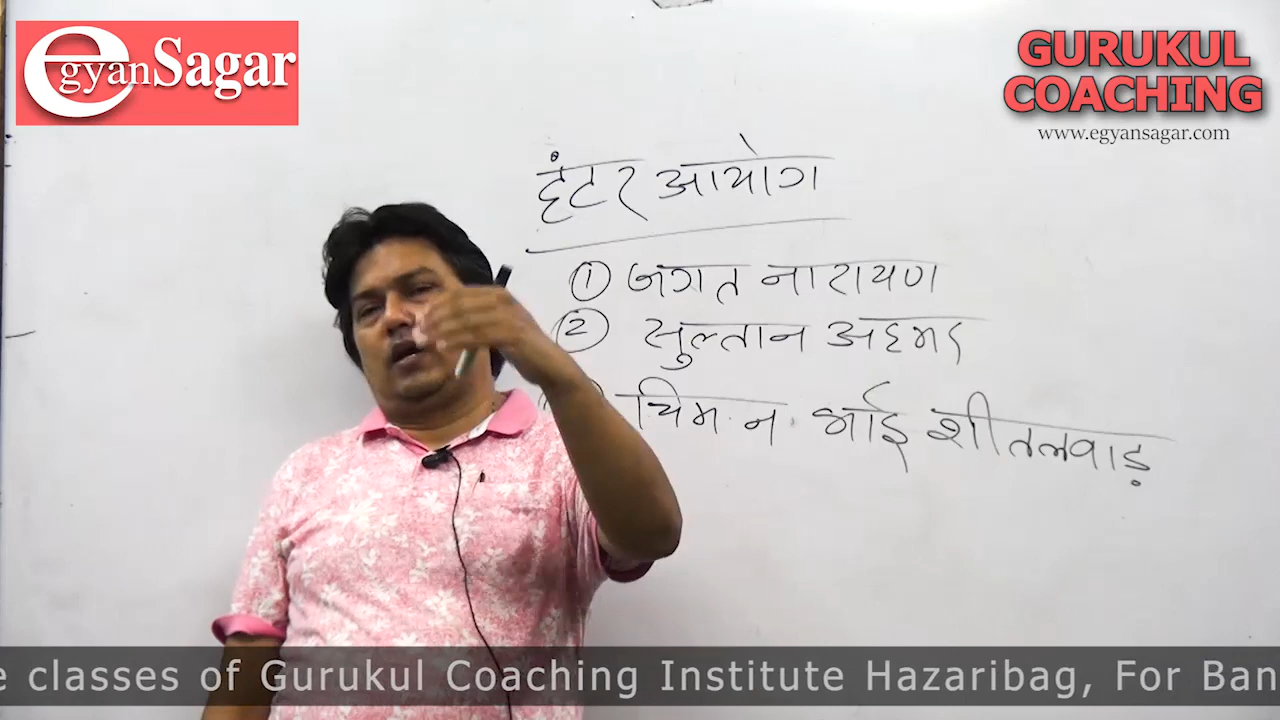 egyanSagar
GURUKUL
COACHING
www.egyansagar.com
हंटर आयोग
① जगत नारायण
② सुल्तान अहमद
चिमन भाई शीतलवाड़
classes of Gurukul Coaching Institute Hazaribag, For Ban